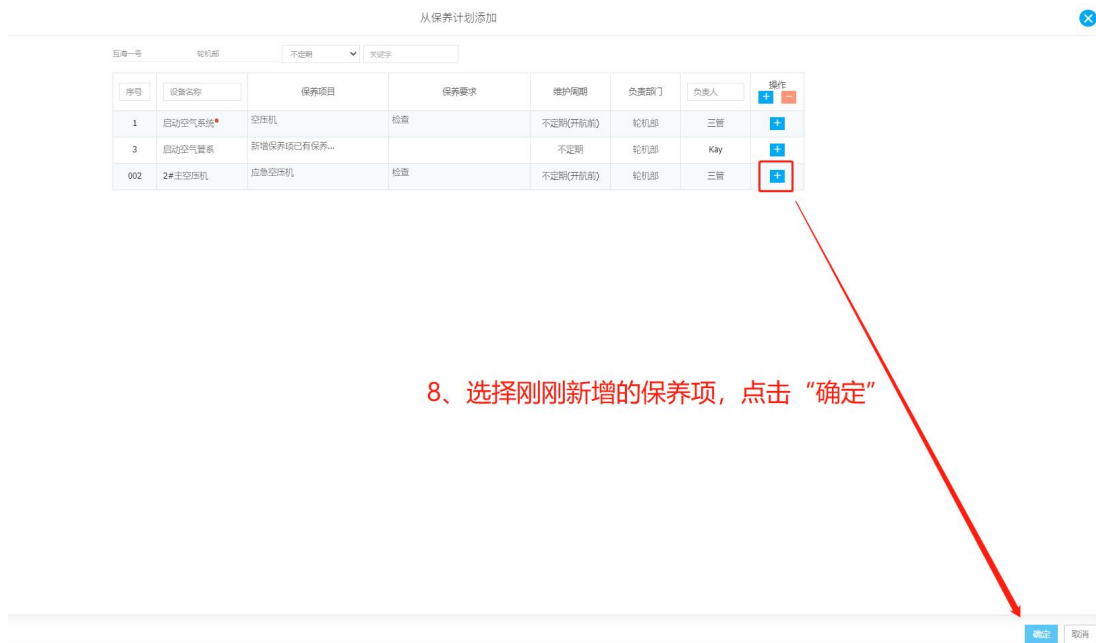 从保养计划添加
互海一号 轮机部 不定期 关键字
序号 设备名称 保养项目 保养要求 维护周期 负责部门 负责人 操作
+ -
1 启动空气系统 空压机 检查 不定期(开航前) 轮机部 三管 +
3 启动空气管系 新增保养项已有保养... 不定期 轮机部 Kay +
002 2#主空压机 应急空压机 检查 不定期(开航前) 轮机部 三管 +
8、选择刚刚新增的保养项，点击“确定”
确定 取消